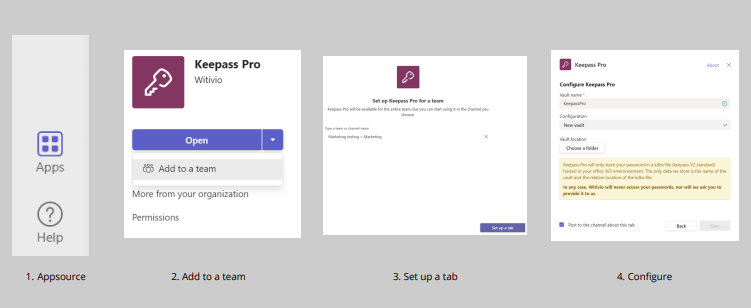 Apps
Help
1. Appsource
Keepass Pro
Witivio
Open
Add to a team
More from your organization
Permissions
2. Add to a team
Set up Keepass Pro for a team
Keepass Pro will be available for the entire team, but you can start using it in the channel you
choose.
Type a team or channel name
Marketing testing > Marketing
Set up a tab
3. Set up a tab
Keepass Pro
About
Configure Keepass Pro
Vault name *
KeepassPro
Configuration
New vault
Vault location
Choose a folder
Keepass Pro will only store your password in a kdbx file (keepass V2 standard)
hosted in your office 365 environnement. The only data we store is the name of the
vault and the relative location of the kdbx file.
In any case, Witivio will never access your passwords, nor will we ask you to
provide it to us.
Post to the channel about this tab
Back
Save
4. Configure